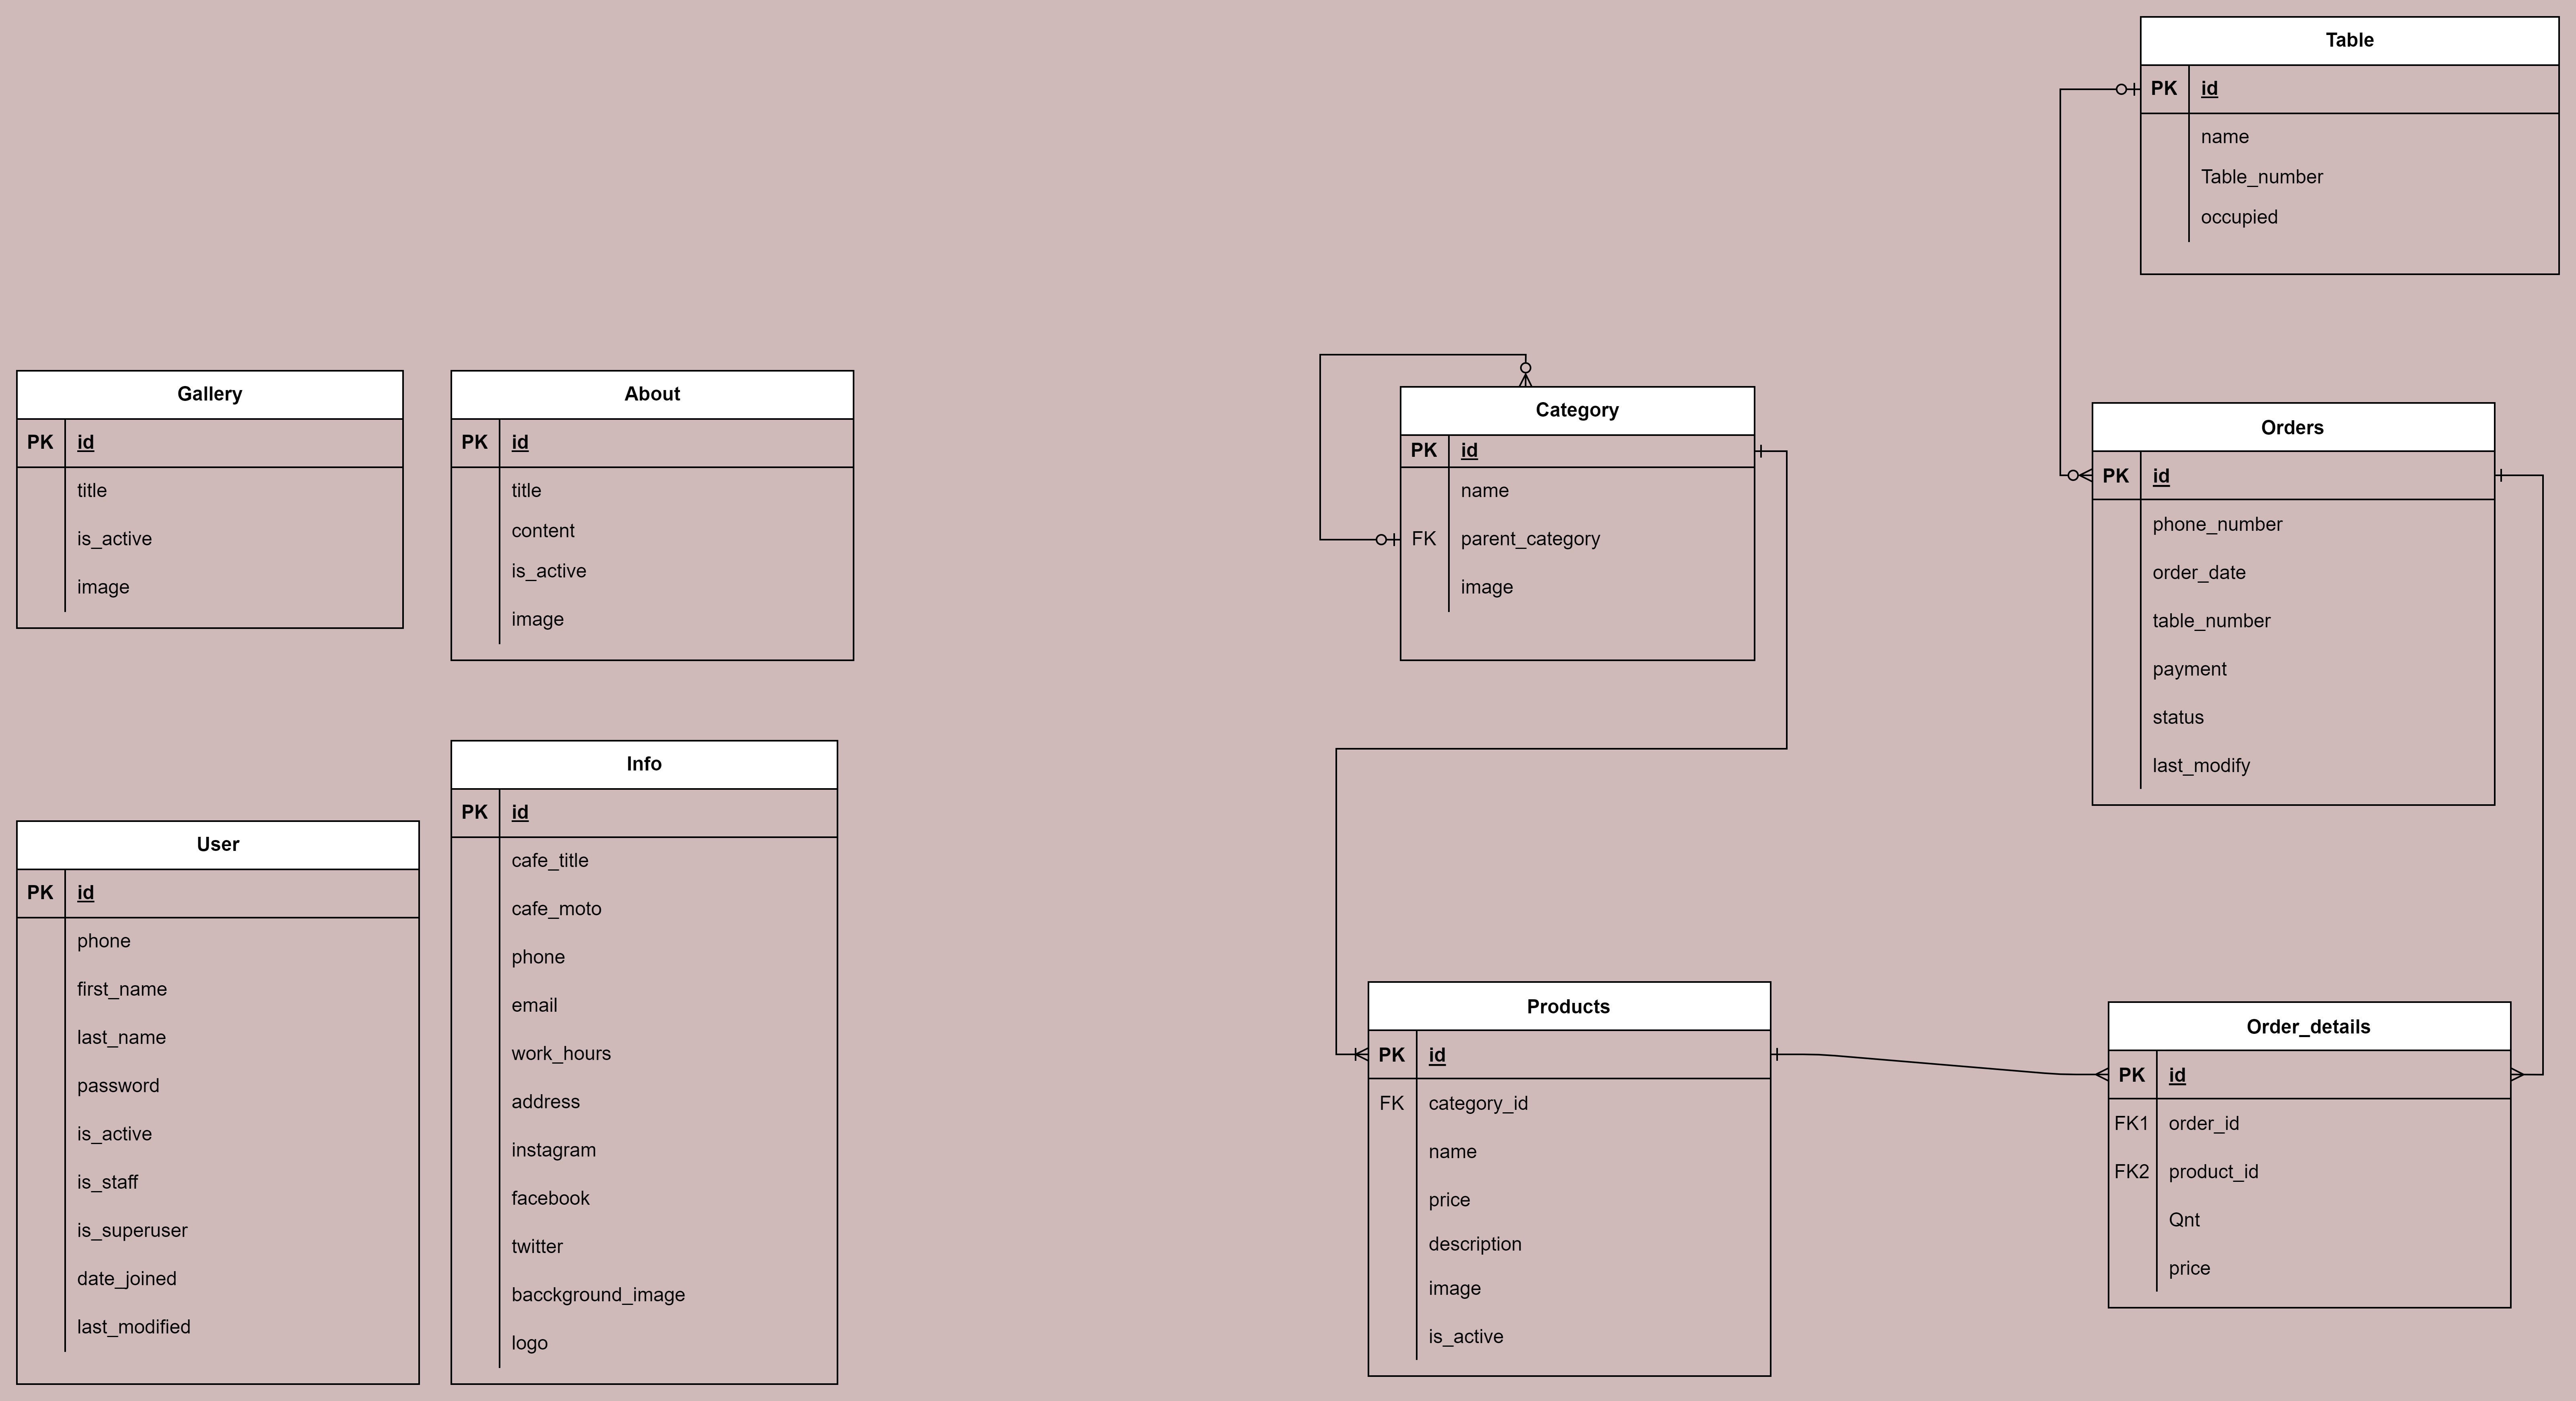 Table
PK id
name
Table_number
occupied
Gallery
PK id
title
is_active
image
About
PK id
title
content
is_active
image
Category
PK id
name
FK parent_category
image
Orders
PK id
phone_number
order_date
table_number
payment
status
last_modify
User
PK id
phone
first_name
last_name
password
is_active
is_staff
is_superuser
date_joined
last_modified
Info
PK id
cafe_title
cafe_moto
phone
email
work_hours
address
instagram
facebook
twitter
bacckground_image
logo
Products
PK id
FK category_id
name
price
description
image
is_active
Order_details
PK id
FK1 order_id
FK2 product_id
Qnt
price